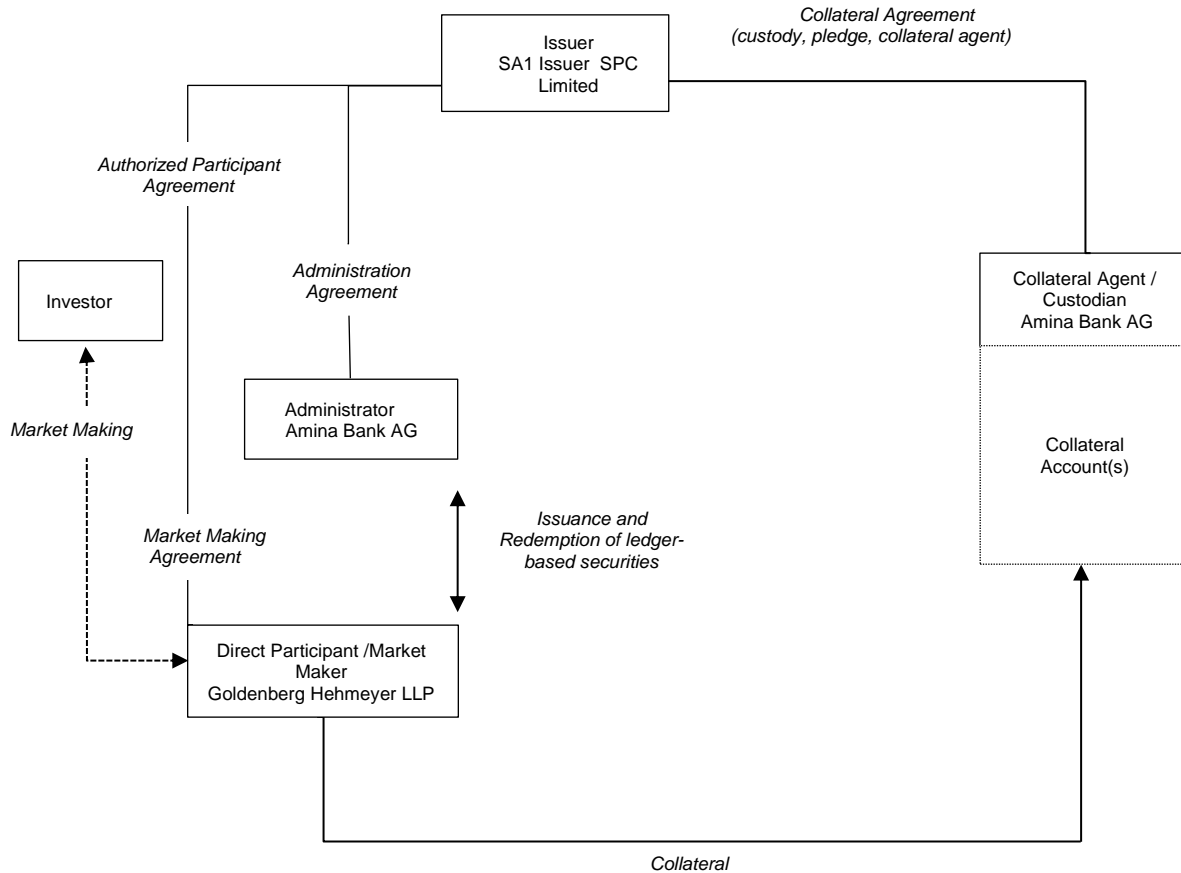 Collateral Agreement
(custody, pledge, collateral agent)
Issuer
SA1 Issuer SPC
Limited
Authorized Participant
Agreement
Administration
Agreement
Investor
Collateral Agent /
Custodian
Amina Bank AG
Administrator
Amina Bank AG
Market Making
Collateral
Account(s)
Market Making
Agreement
Issuance and
Redemption of ledger-
based securities
Direct Participant /Market
Maker
Goldenberg Hehmeyer LLP
Collateral